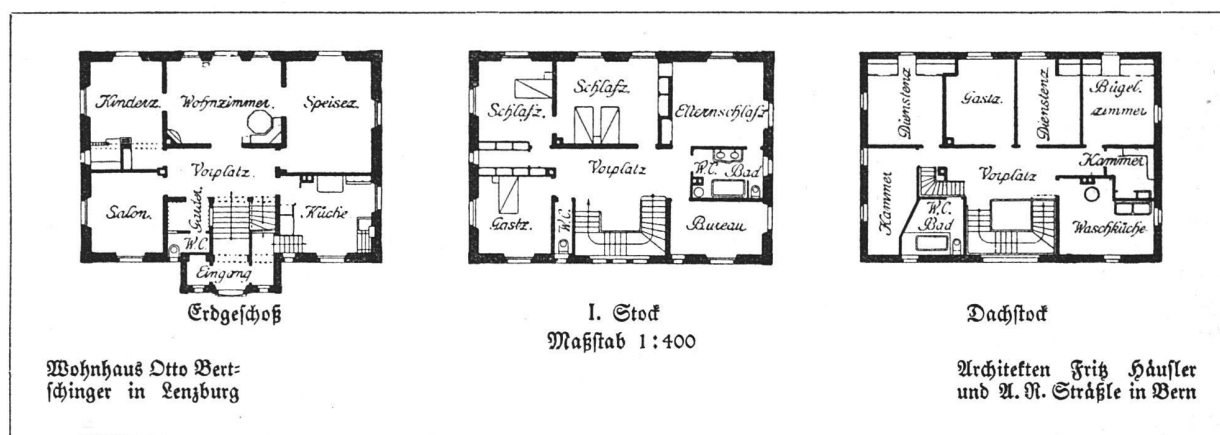 Kinderz. Wohnzimmer. Speisez.
Vorplatz.
Salon. Garder. Küche
W.C.
Eingang
Erdgeschoß
Schlafz. Schlafz. Elternschlafz
Vorplatz W.C. Bad
Gastz. W.C. Bureau
I. Stock
Maßstab 1:400
Dienstenz Gastz. Dienstenz Bügel-
zimmer
Kammer
Vorplatz
Kammer W.C.
Bad Waschküche
Dachstock
Wohnhaus Otto Bert=
schinger in Lenzburg
Architekten Fritz Häusler
und A. R. Sträßle in Bern